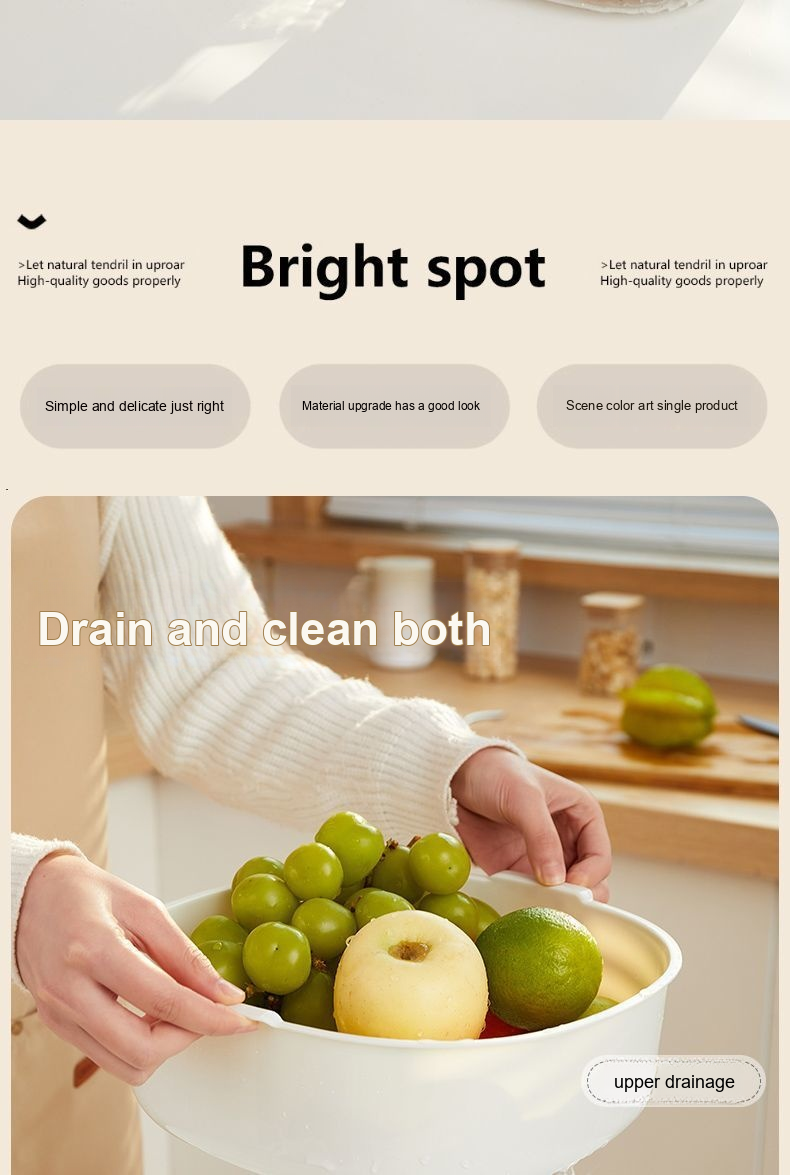 >Let natural tendril in uproar
High-quality goods properly
Bright spot
>Let natural tendril in uproar
High-quality goods properly
Simple and delicate just right
Material upgrade has a good look
Scene color art single product
Drain and clean both
upper drainage